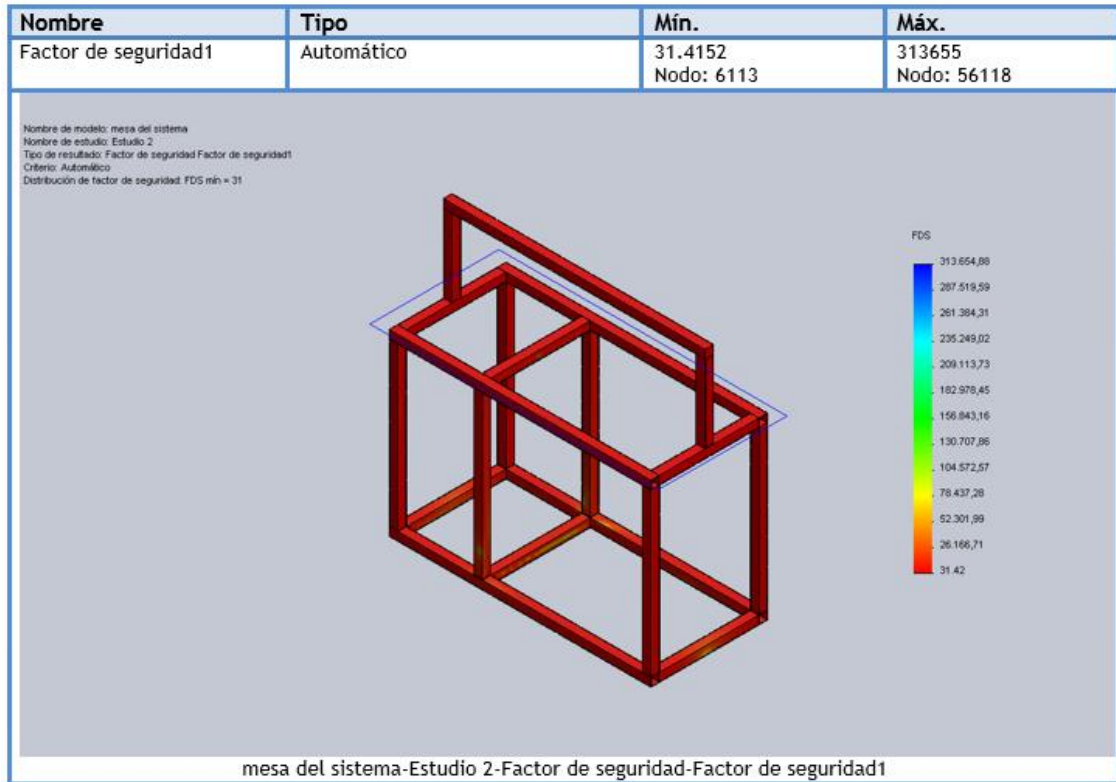 Nombre Tipo Mín. Máx.
Factor de seguridad1 Automático 31.4152 313655
Nodo: 6113 Nodo: 56118
Nombre de modelo: mesa del sistema
Nombre de estudio: Estudio 2
Tipo de resultado: Factor de seguridad Factor de seguridad1
Criterio: Automático
Distribución de factor de seguridad: FDS mín = 31
FDS
313.654,88
287.519,59
261.384,31
235.249,02
209.113,73
182.978,45
156.843,16
130.707,86
104.572,57
78.437,28
52.301,99
26.166,71
31.42
mesa del sistema-Estudio 2-Factor de seguridad-Factor de seguridad1